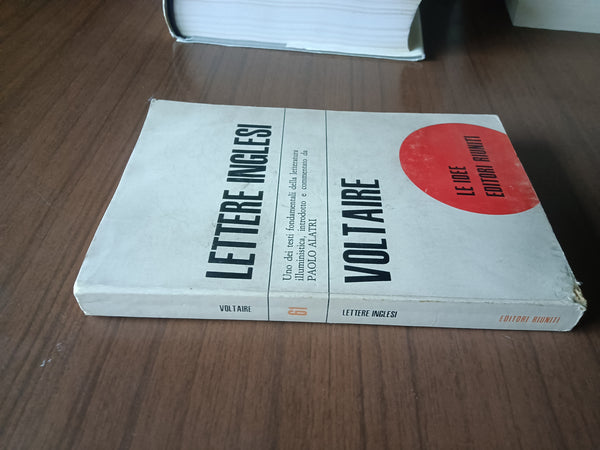 LETTERE INGLESI
Uno dei testi fondamentali della letteratura
illuministica, introdotto e commentato da
PAOLO ALATRI
VOLTAIRE
LE IDEE
EDITORI RIUNITI
VOLTAIRE
61
LETTERE INGLESI
EDITORI RIUNITI